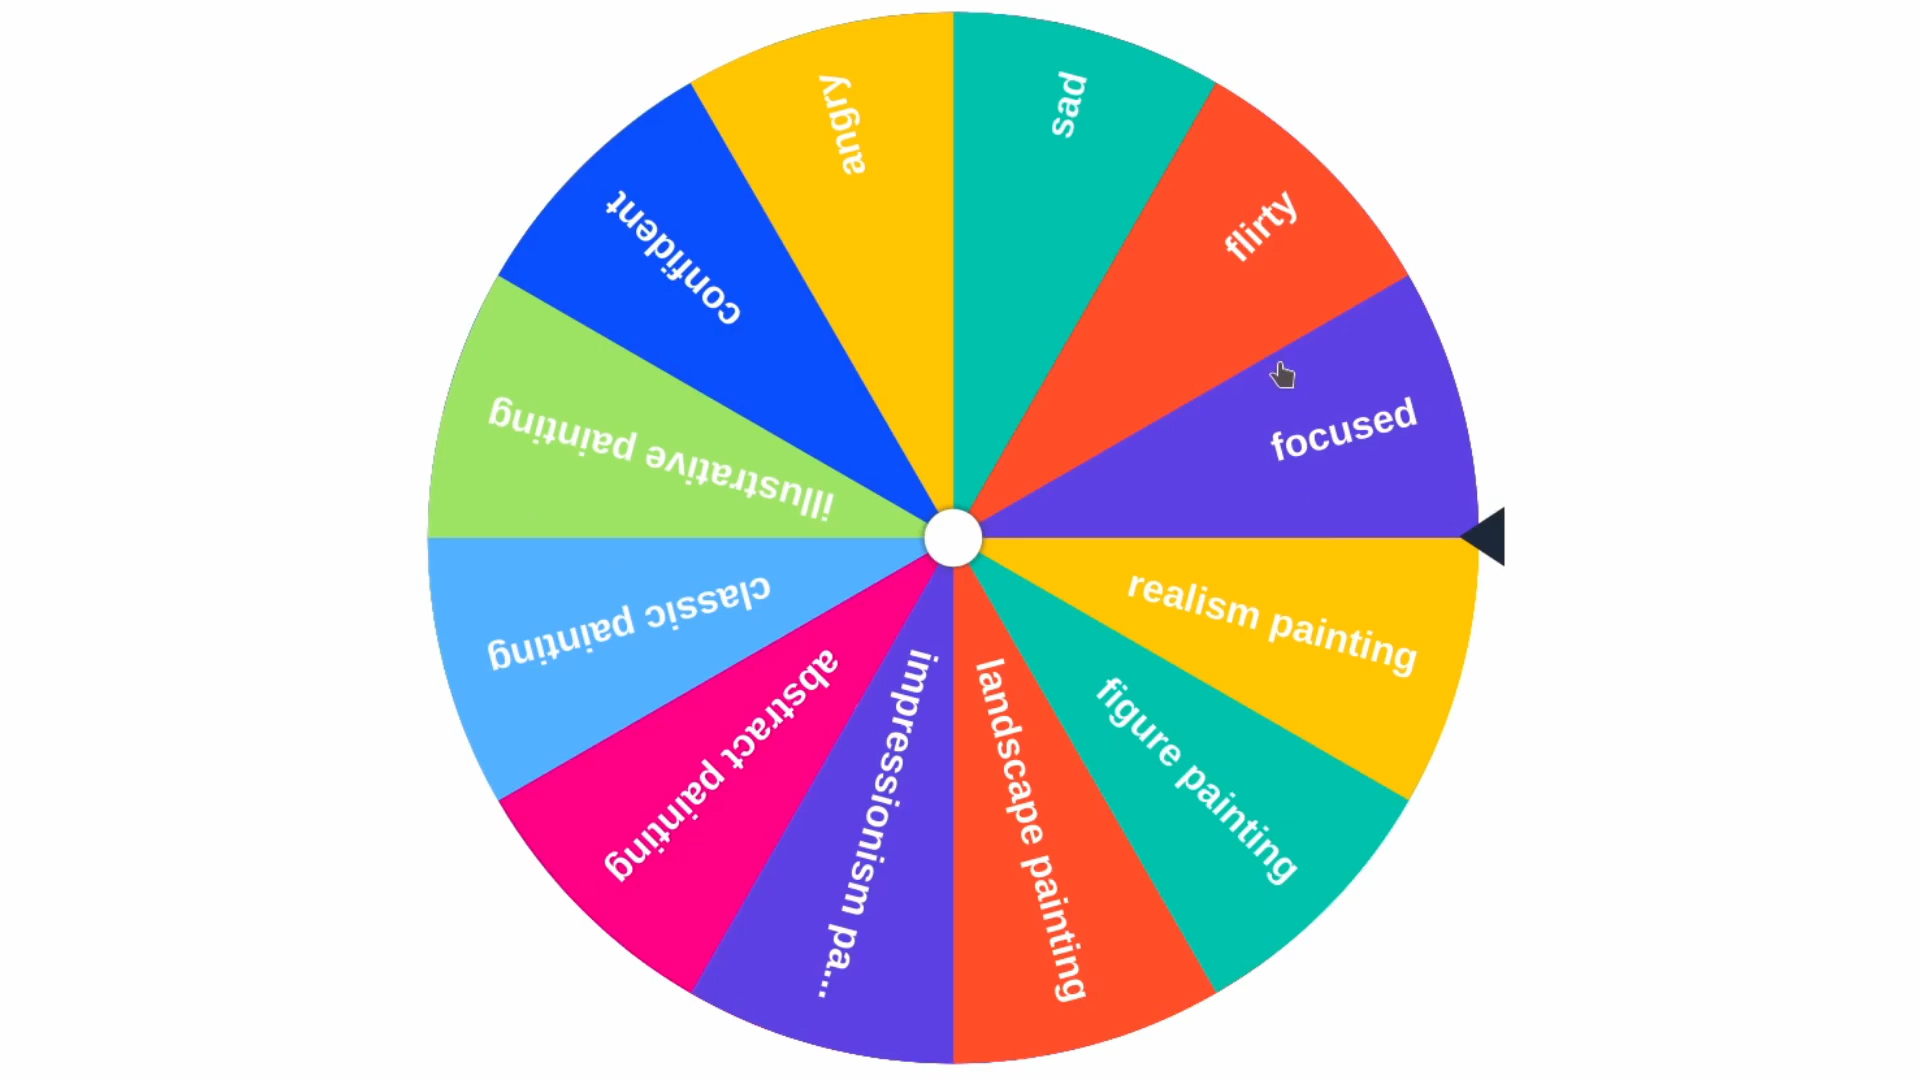 angry
sad
flirty
focused
realism painting
figure painting
landscape painting
impressionism pa...
abstract painting
classic painting
illustrative painting
confident